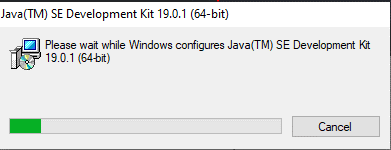 Java(TM) SE Development Kit 19.0.1 (64-bit)
Please wait while Windows configures Java(TM) SE Development Kit
19.0.1 (64-bit)
Cancel